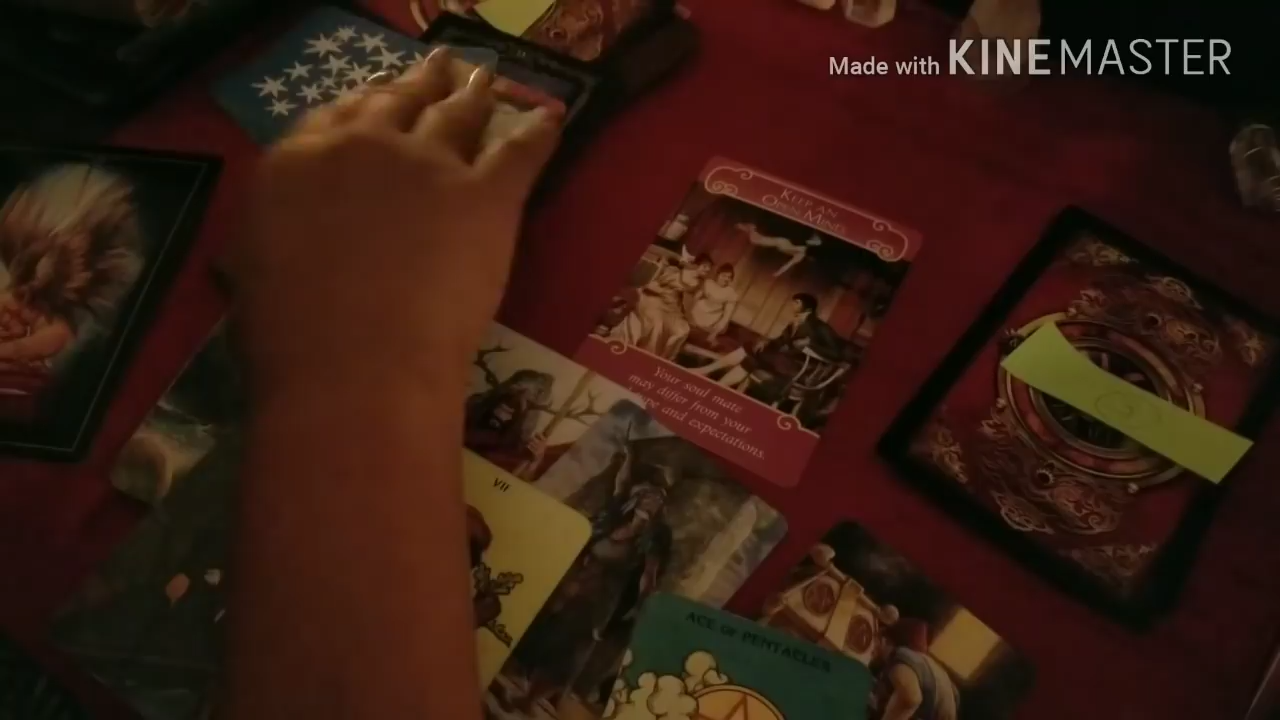 Made with KINEMASTER
KEEP AN
OPEN MIND
Your soul mate
may differ from your
type and expectations.
VII
ACE OF PENTACLES